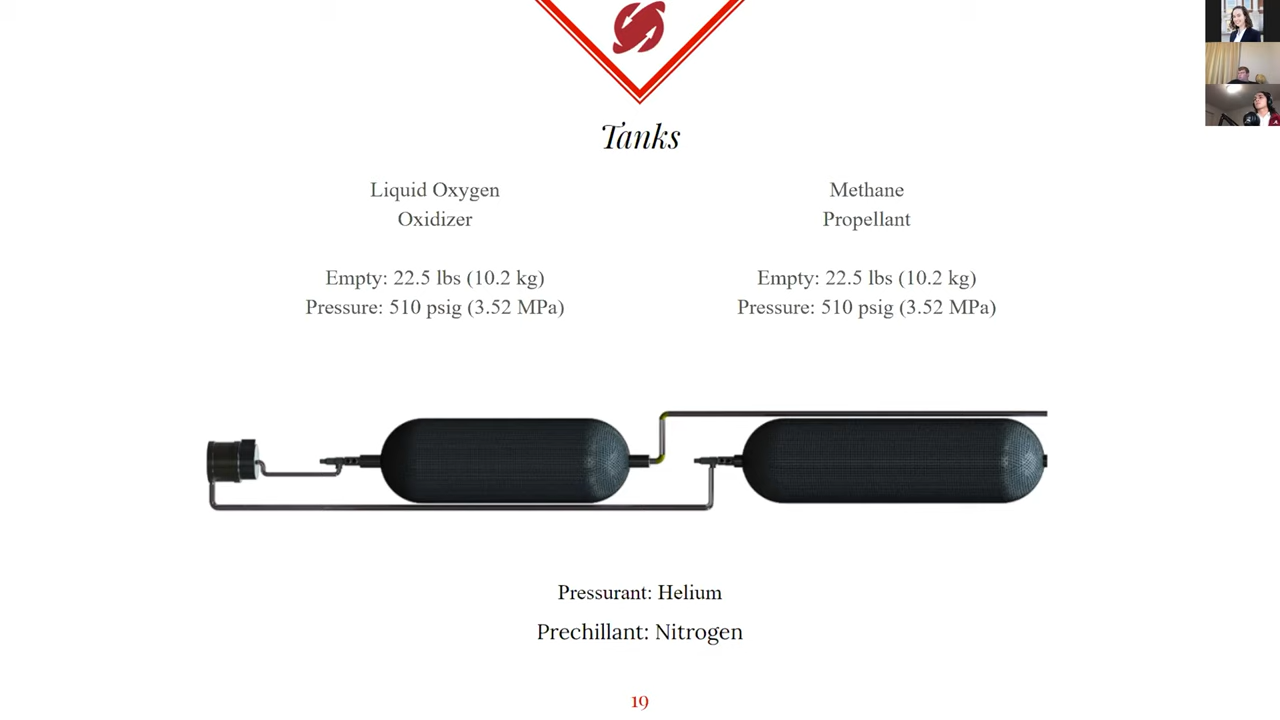 Tanks
Liquid Oxygen
Oxidizer
Empty: 22.5 lbs (10.2 kg)
Pressure: 510 psig (3.52 MPa)
Methane
Propellant
Empty: 22.5 lbs (10.2 kg)
Pressure: 510 psig (3.52 MPa)
Pressurant: Helium
Prechillant: Nitrogen
19